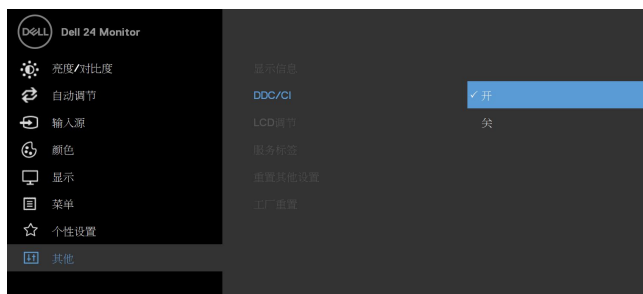 DELL Dell 24 Monitor
亮度/对比度
显示信息
自动调节
DDC/CI
✓ 开
输入源
LCD调节
关
颜色
服务标签
显示
重置其他设置
菜单
工厂重置
个性设置
其他